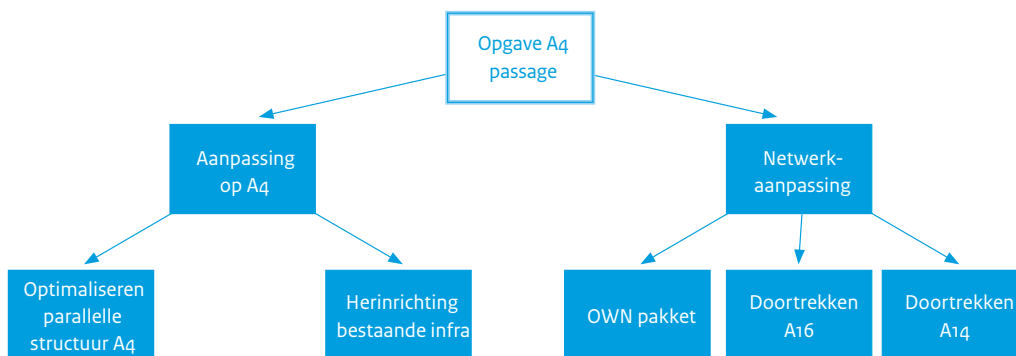 Opgave A4
passage
Aanpassing
op A4
Netwerk-
aanpassing
Optimaliseren
parallelle
structuur A4
Herinrichting
bestaande infra
OWN pakket
Doortrekken
A16
Doortrekken
A14